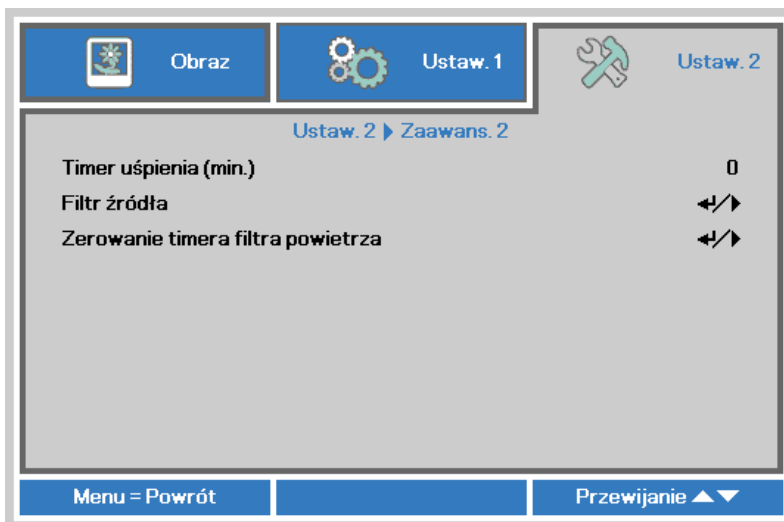 Obraz
Ustaw. 1
Ustaw. 2
Ustaw. 2 ▶ Zaawans. 2
Timer uśpienia (min.) 0
Filtr źródła ↵/▶
Zerowanie timera filtra powietrza ↵/▶
Menu = Powrót
Przewijanie ▲▼